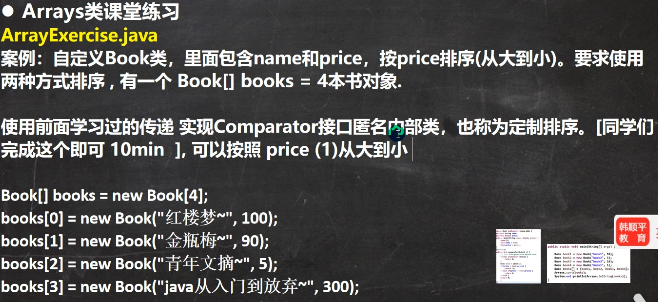 ● Arrays类课堂练习
ArrayExercise.java
案例：自定义Book类，里面包含name和price，按price排序(从大到小)。要求使用
两种方式排序 , 有一个 Book[] books = 4本书对象.
使用前面学习过的传递 实现Comparator接口匿名内部类，也称为定制排序。[同学们
完成这个即可 10min ], 可以按照 price (1)从大到小
Book[] books = new Book[4];
books[0] = new Book("红楼梦~", 100);
books[1] = new Book("金瓶梅~", 90);
books[2] = new Book("青年文摘~", 5);
books[3] = new Book("java从入门到放弃~", 300);
韩顺平
教育